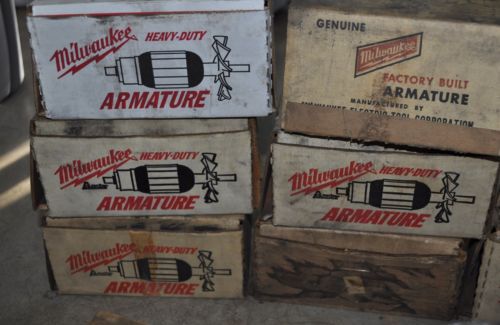 Milwaukee HEAVY-DUTY
ARMATURE
Milwaukee HEAVY-DUTY
ARMATURE
Milwaukee HEAVY-DUTY
ARMATURE
GENUINE
Milwaukee
FACTORY BUILT
ARMATURE
MANUFACTURED BY
MILWAUKEE ELECTRIC TOOL CORPORATION
Milwaukee HEAVY-DUTY
ARMATURE